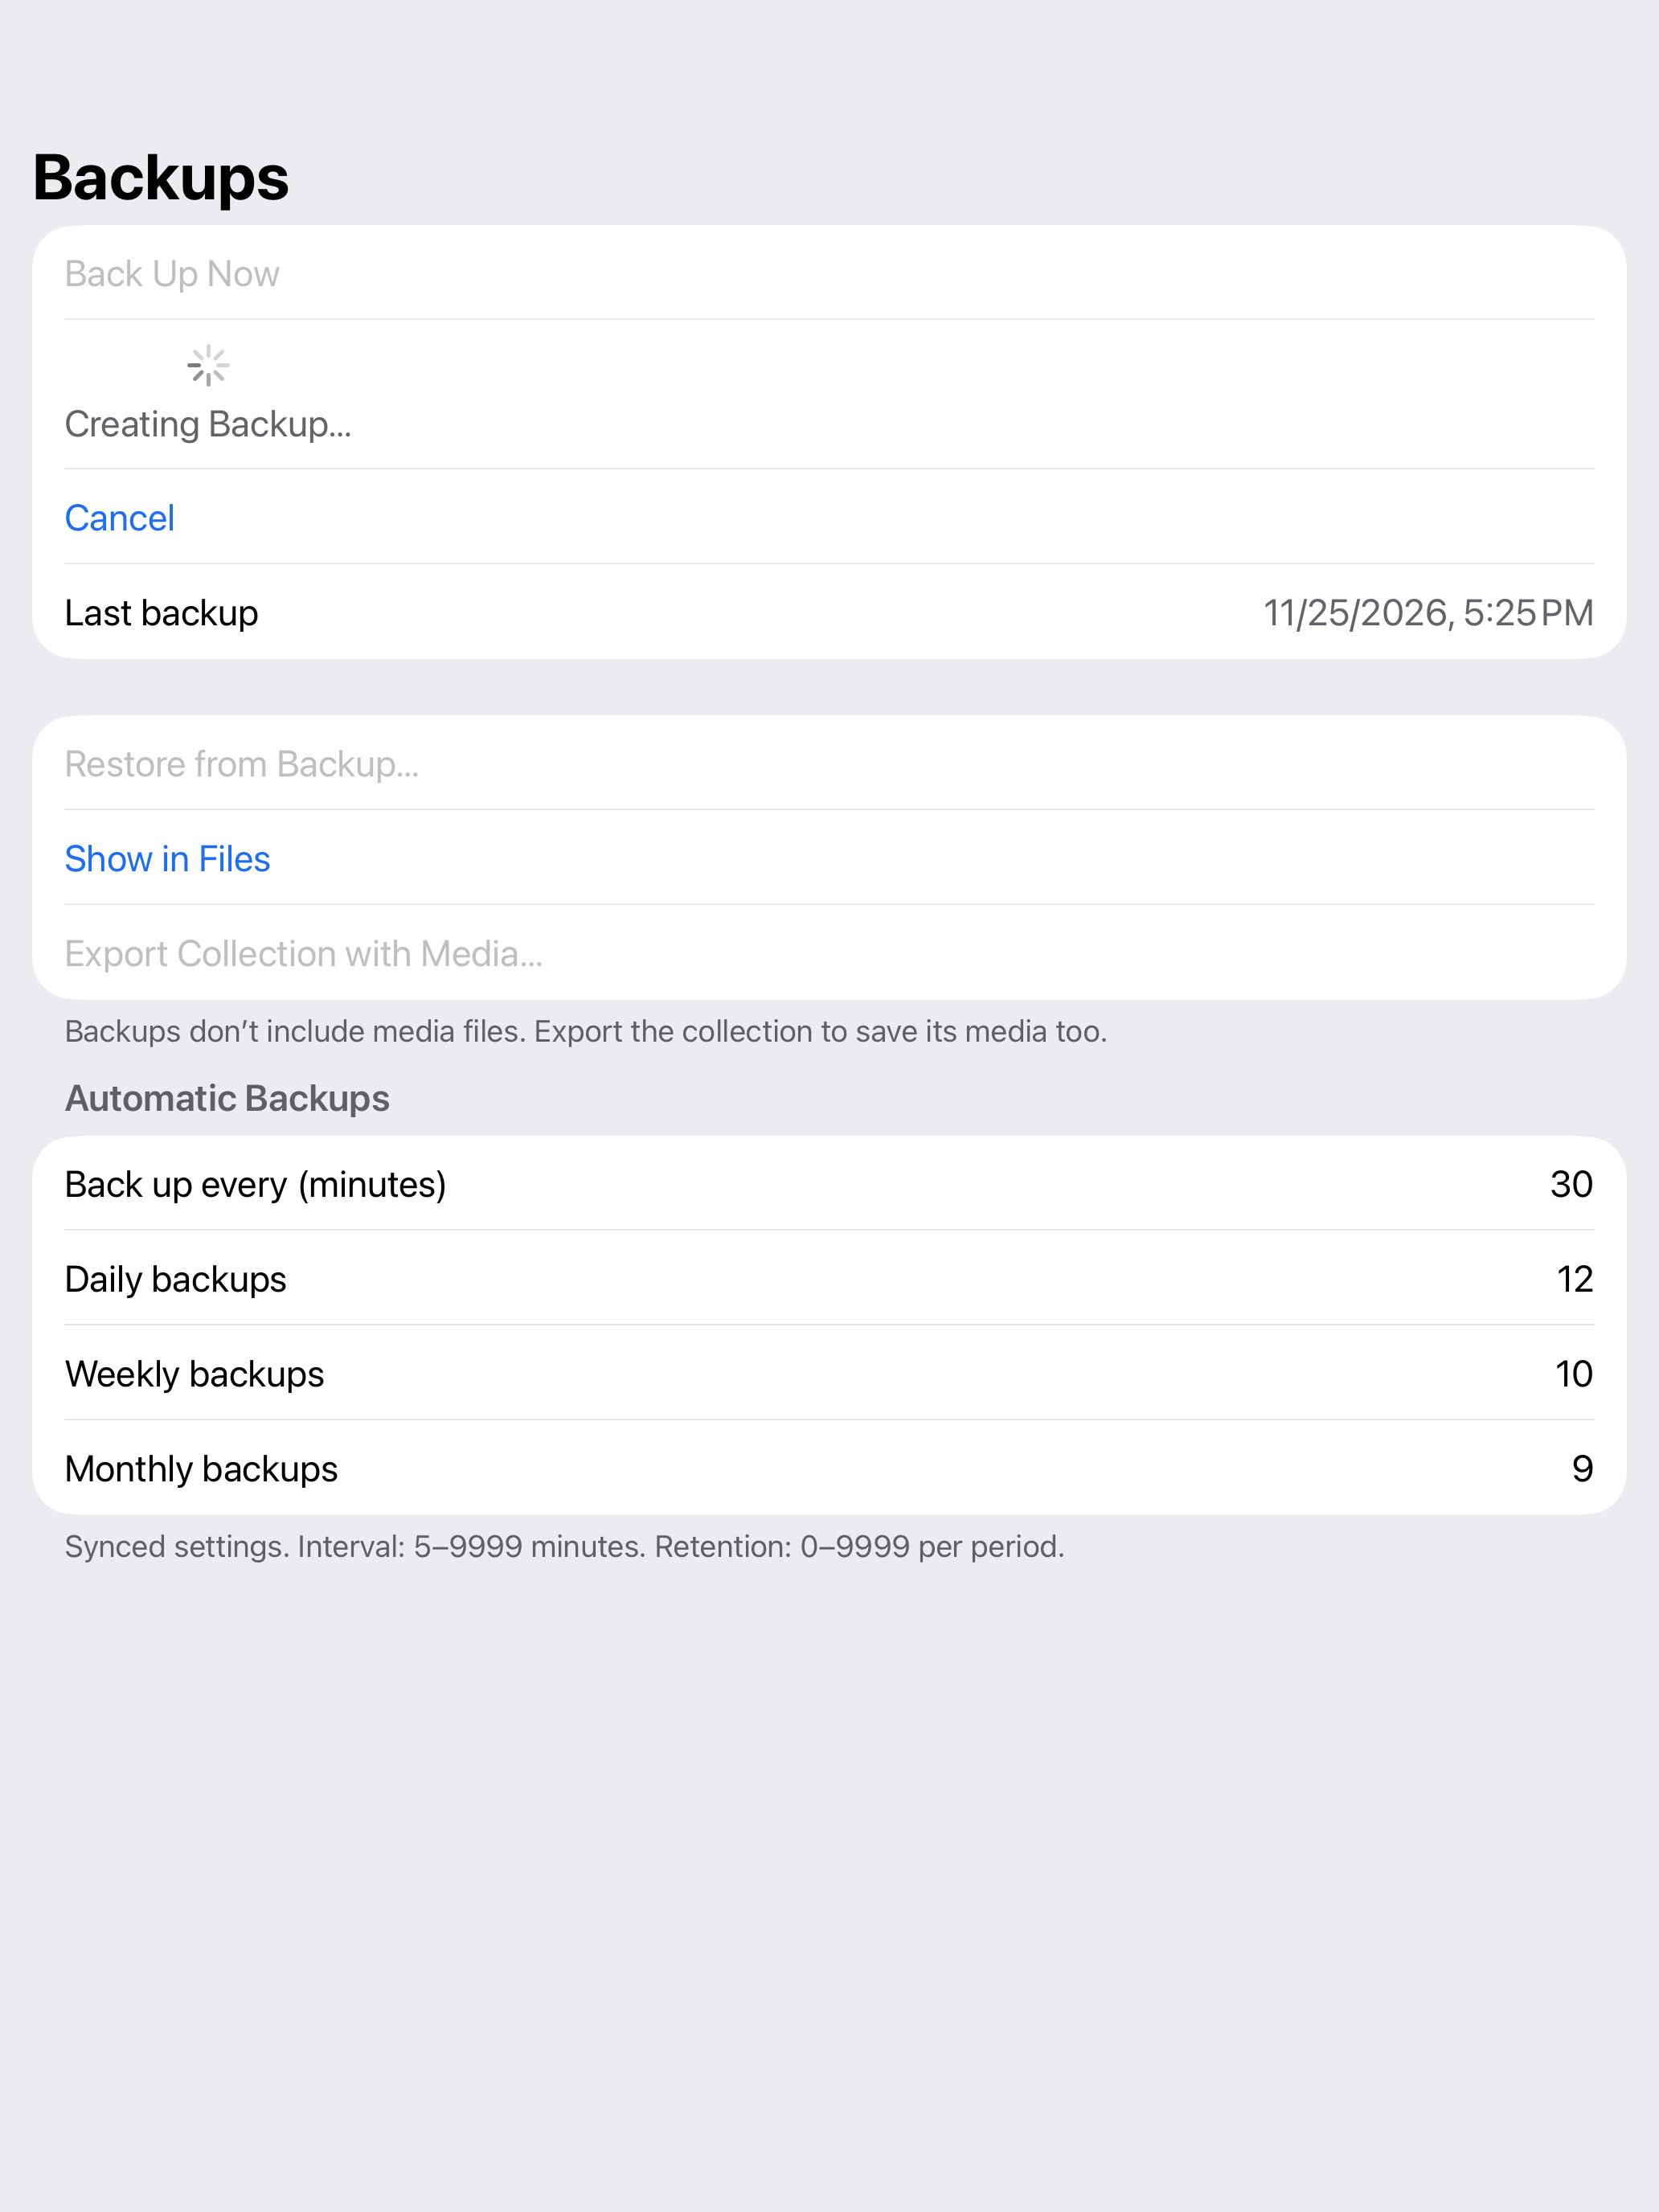 Backups
Back Up Now
Creating Backup...
Cancel
Last backup
11/25/2026, 5:25 PM
Restore from Backup...
Show in Files
Export Collection with Media...
Backups don’t include media files. Export the collection to save its media too.
Automatic Backups
Back up every (minutes)
30
Daily backups
12
Weekly backups
10
Monthly backups
9
Synced settings. Interval: 5–9999 minutes. Retention: 0–9999 per period.